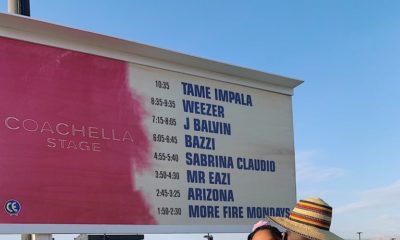 COACHELLA
STAGE
10:35 TAME IMPALA
8:35-9:35 WEEZER
7:15-8:05 J BALVIN
6:05-6:45 BAZZI
4:55-5:40 SABRINA CLAUDIO
3:50-4:30 MR EAZI
2:45-3:25 ARIZONA
1:50-2:30 MORE FIRE MONDAYS